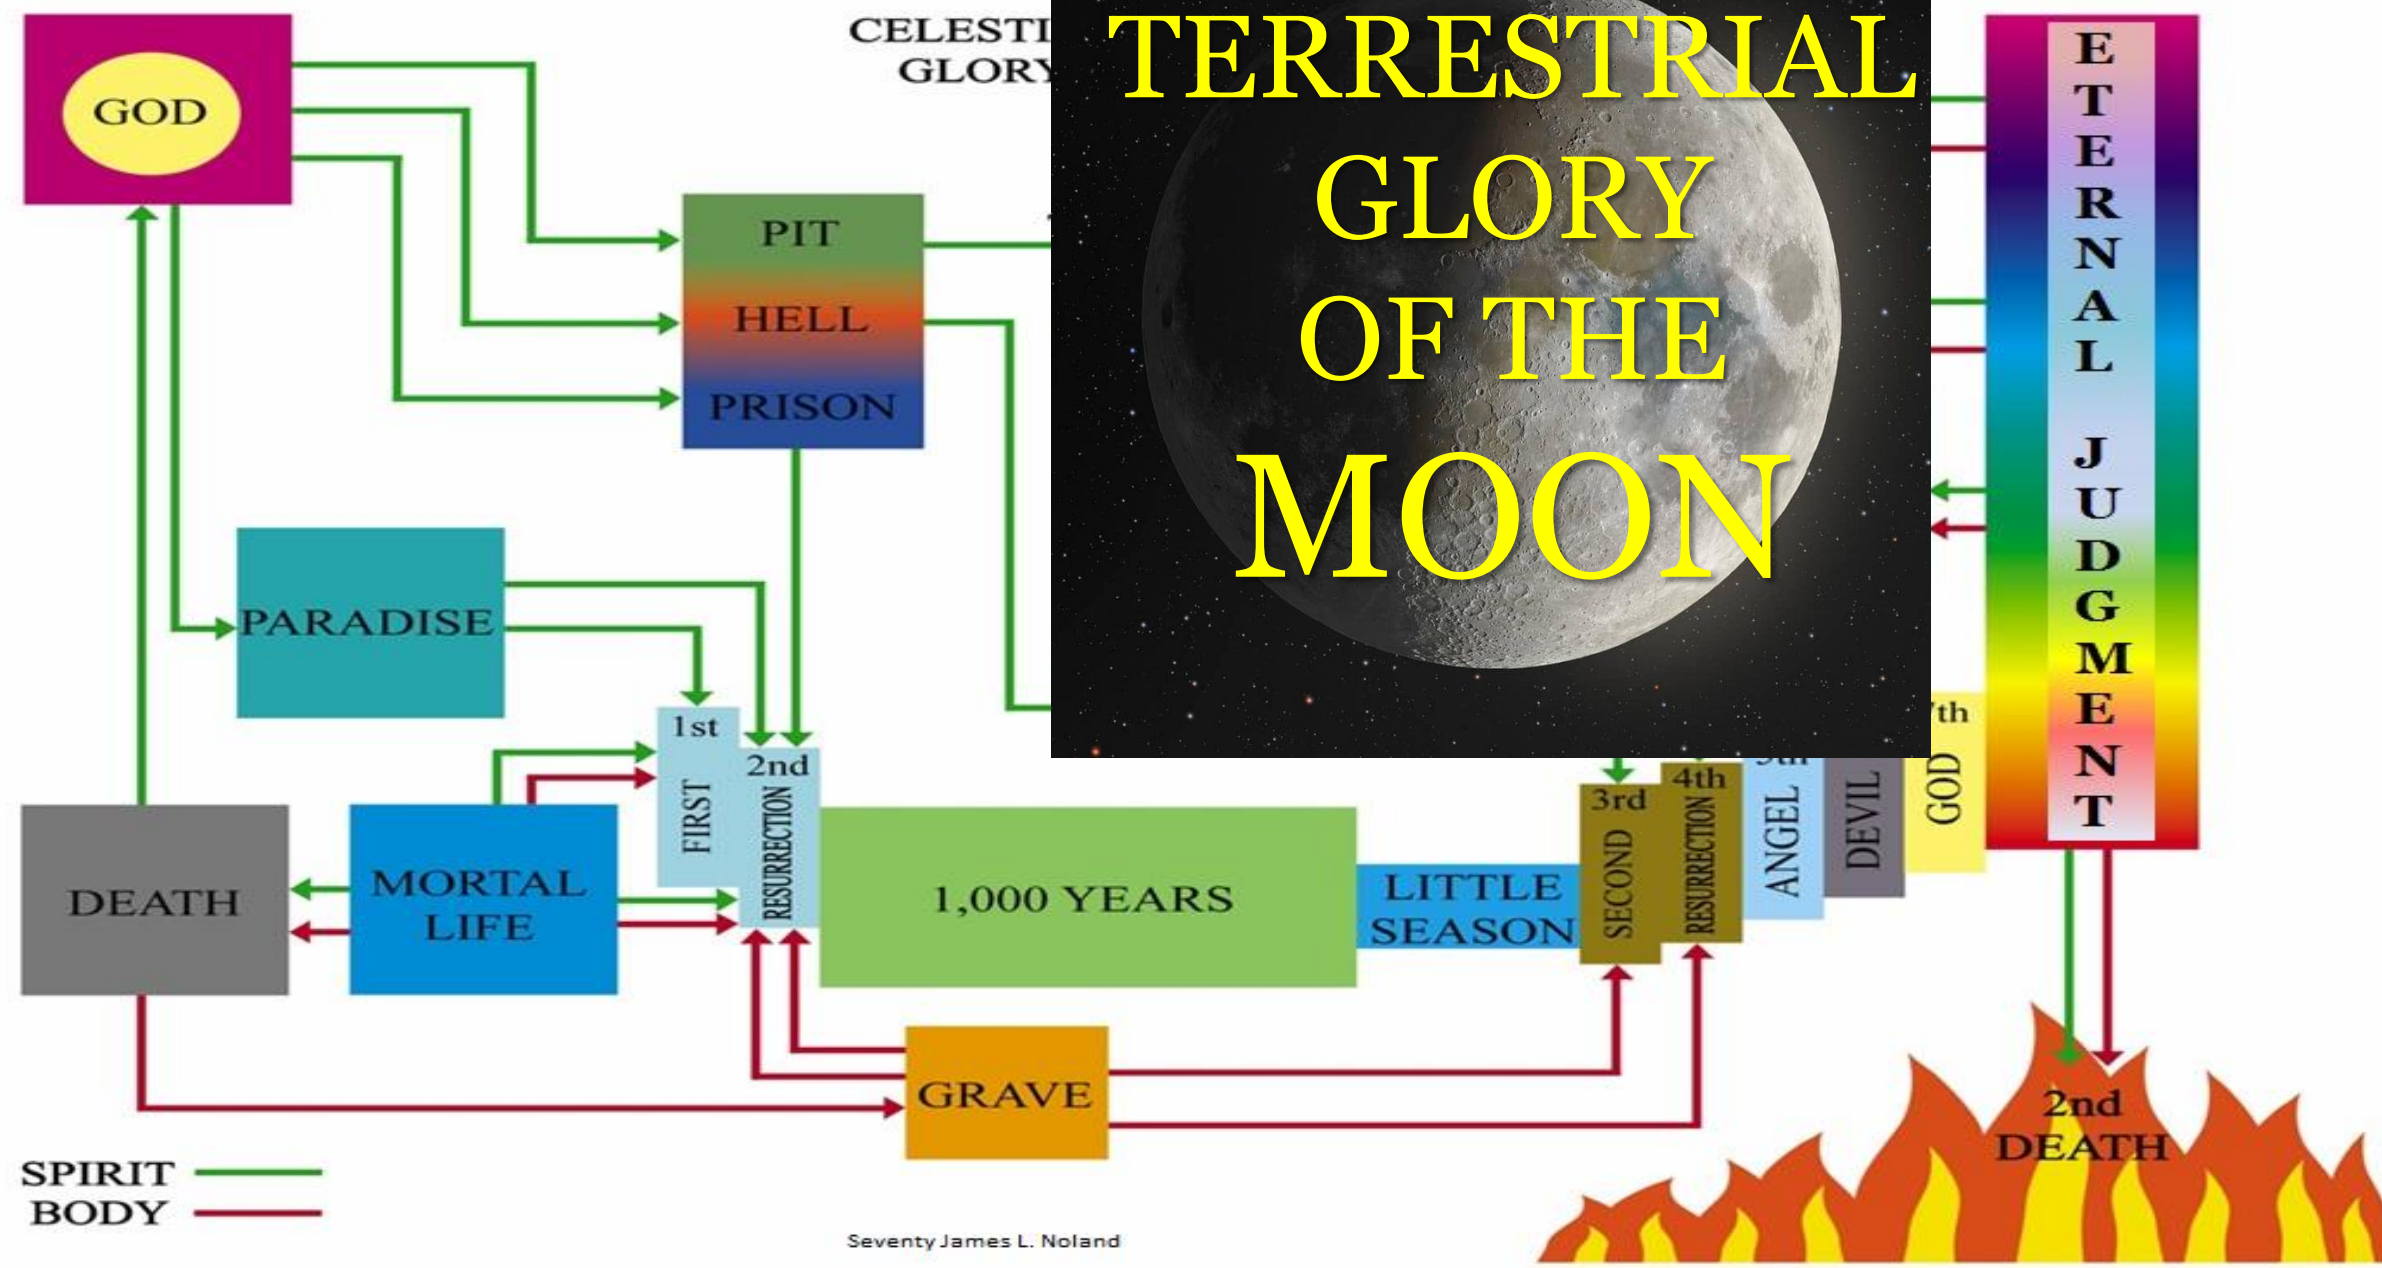 GOD
CELESTI
GLORY
TERRESTRIAL
GLORY
OF THE
MOON
ETERNAL JUDGMENT
PIT
HELL
PRISON
PARADISE
1st
FIRST
2nd
RESURRECTION
DEATH
MORTAL
LIFE
1,000 YEARS
LITTLE
SEASON
3rd
SECOND
4th
RESURRECTION
5th
ANGEL
DEVIL
7th
GOD
GRAVE
2nd
DEATH
SPIRIT
BODY
Seventy James L. Noland